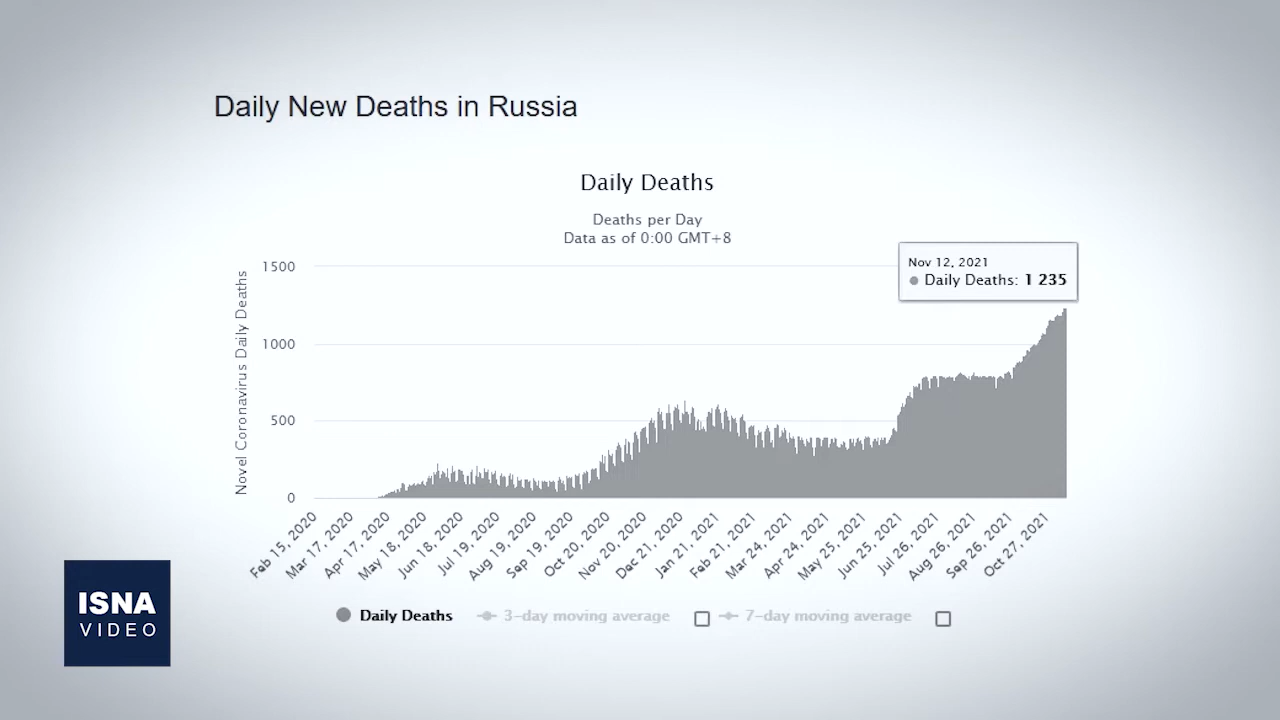 Daily New Deaths in Russia
Daily Deaths
Deaths per Day
Data as of 0:00 GMT+8
Nov 12, 2021
Daily Deaths: 1 235
Novel Coronavirus Daily Deaths
1500
1000
500
0
Feb 15, 2020
Mar 17, 2020
Apr 17, 2020
May 18, 2020
Jun 18, 2020
Jul 19, 2020
Aug 19, 2020
Sep 19, 2020
Oct 20, 2020
Nov 20, 2020
Dec 21, 2020
Jan 21, 2021
Feb 21, 2021
Mar 24, 2021
Apr 24, 2021
May 25, 2021
Jun 25, 2021
Jul 26, 2021
Aug 26, 2021
Sep 26, 2021
Oct 27, 2021
Daily Deaths
3-day moving average
7-day moving average
ISNA
VIDEO